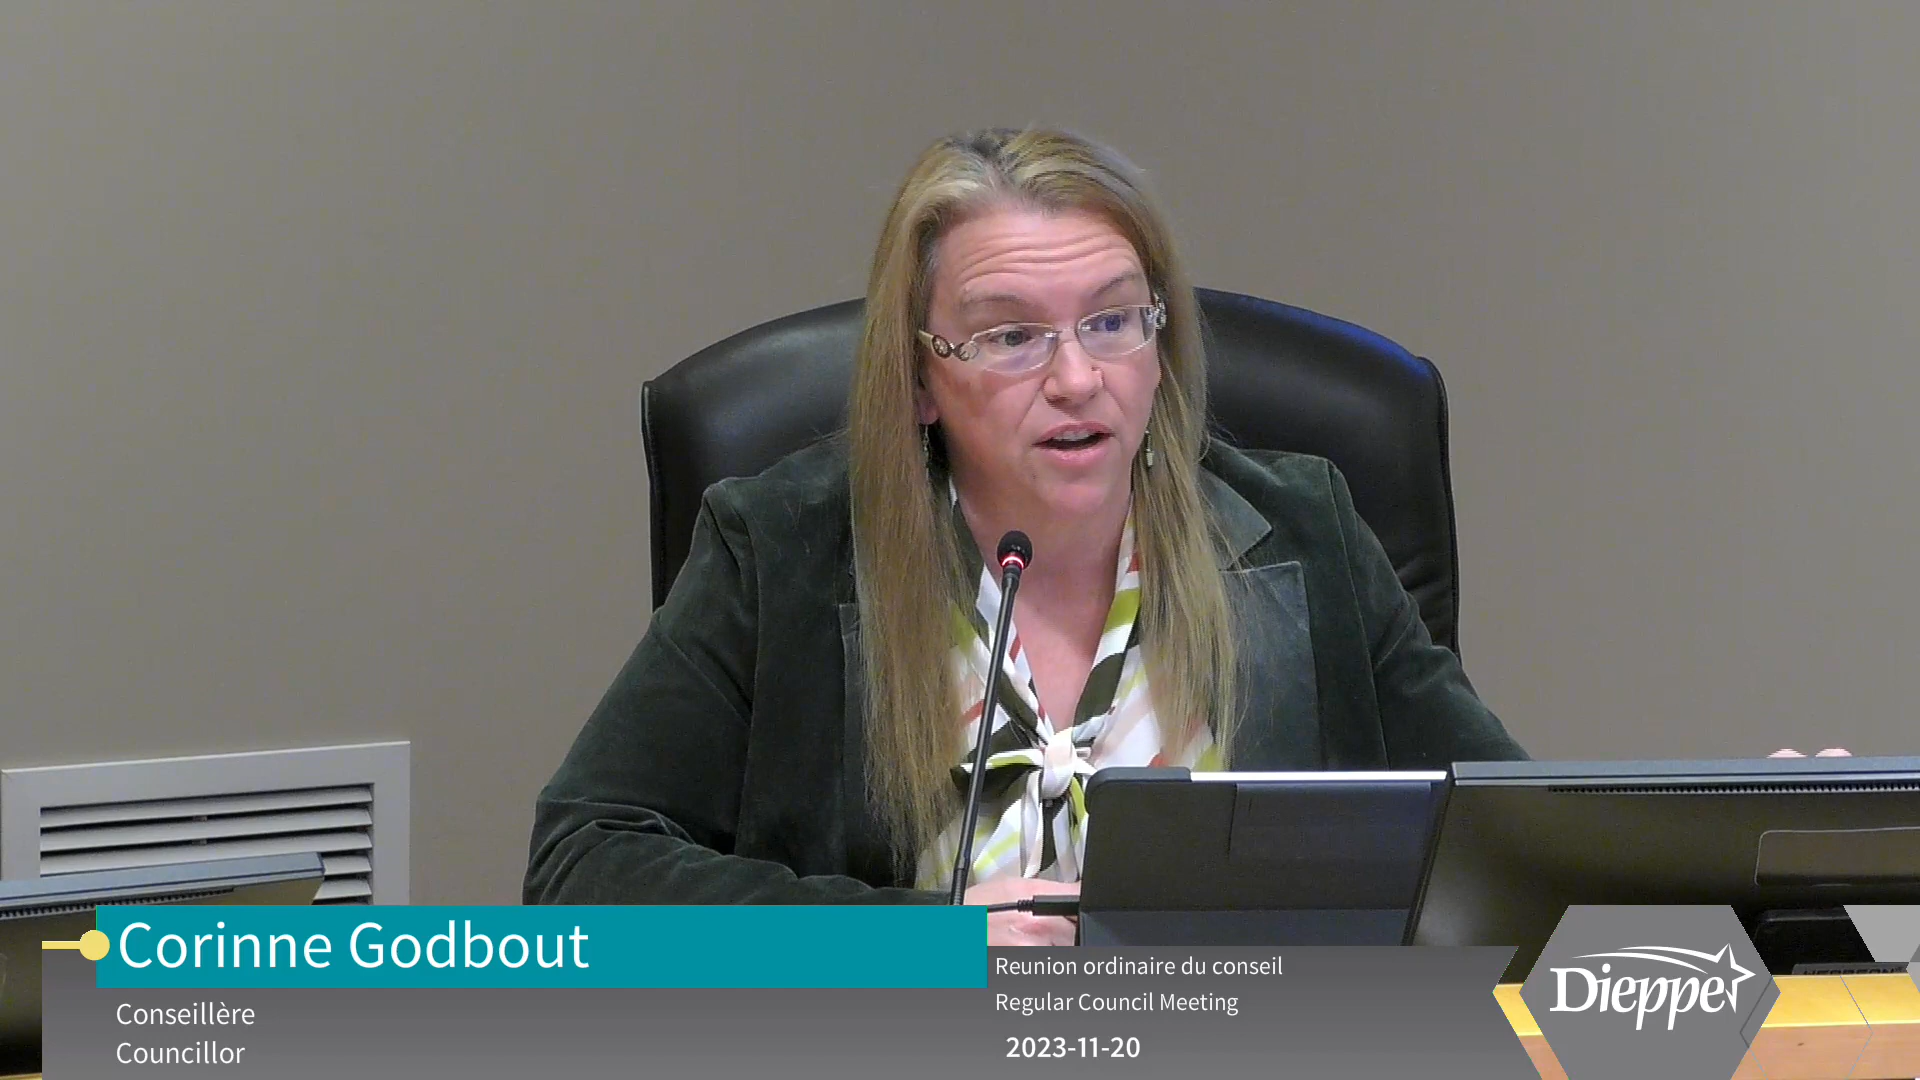 Corinne Godbout
Conseillère
Councillor
Reunion ordinaire du conseil
Regular Council Meeting
2023-11-20
Dieppe